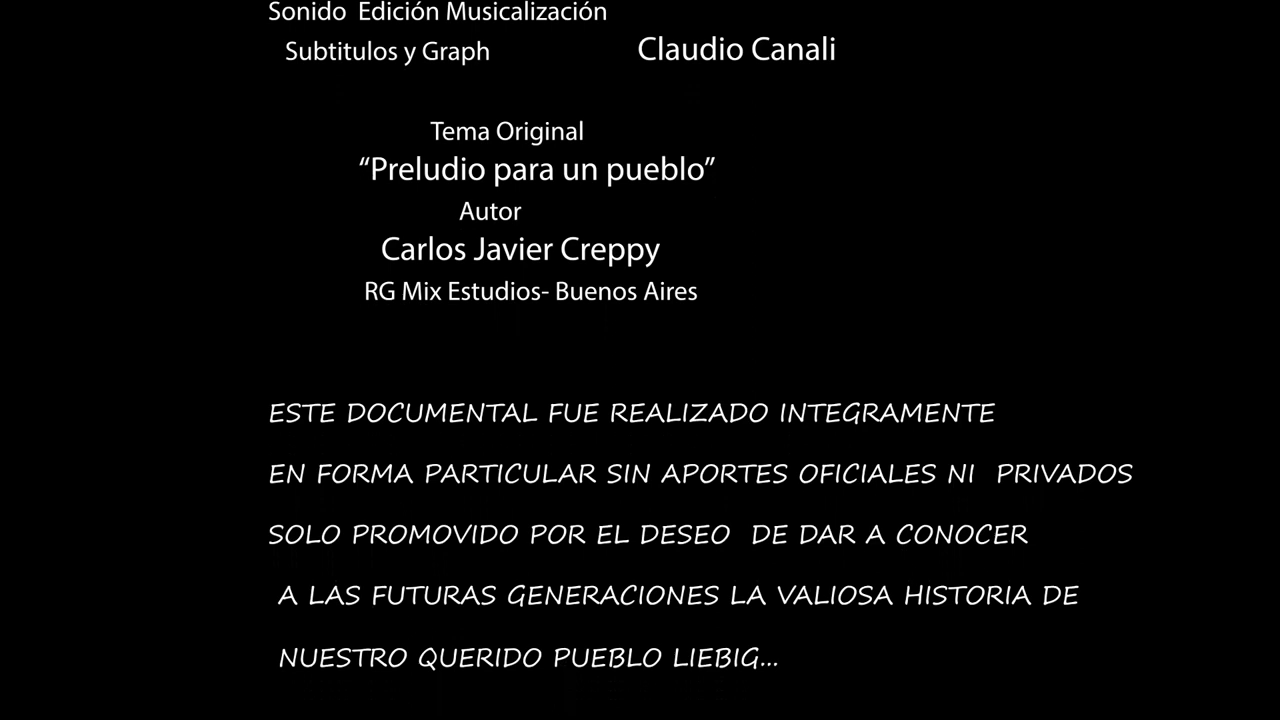 Sonido Edición Musicalización
Subtitulos y Graph Claudio Canali
Tema Original
“Preludio para un pueblo”
Autor
Carlos Javier Creppy
RG Mix Estudios- Buenos Aires
ESTE DOCUMENTAL FUE REALIZADO INTEGRAMENTE
EN FORMA PARTICULAR SIN APORTES OFICIALES NI PRIVADOS
SOLO PROMOVIDO POR EL DESEO DE DAR A CONOCER
A LAS FUTURAS GENERACIONES LA VALIOSA HISTORIA DE
NUESTRO QUERIDO PUEBLO LIEBIG...